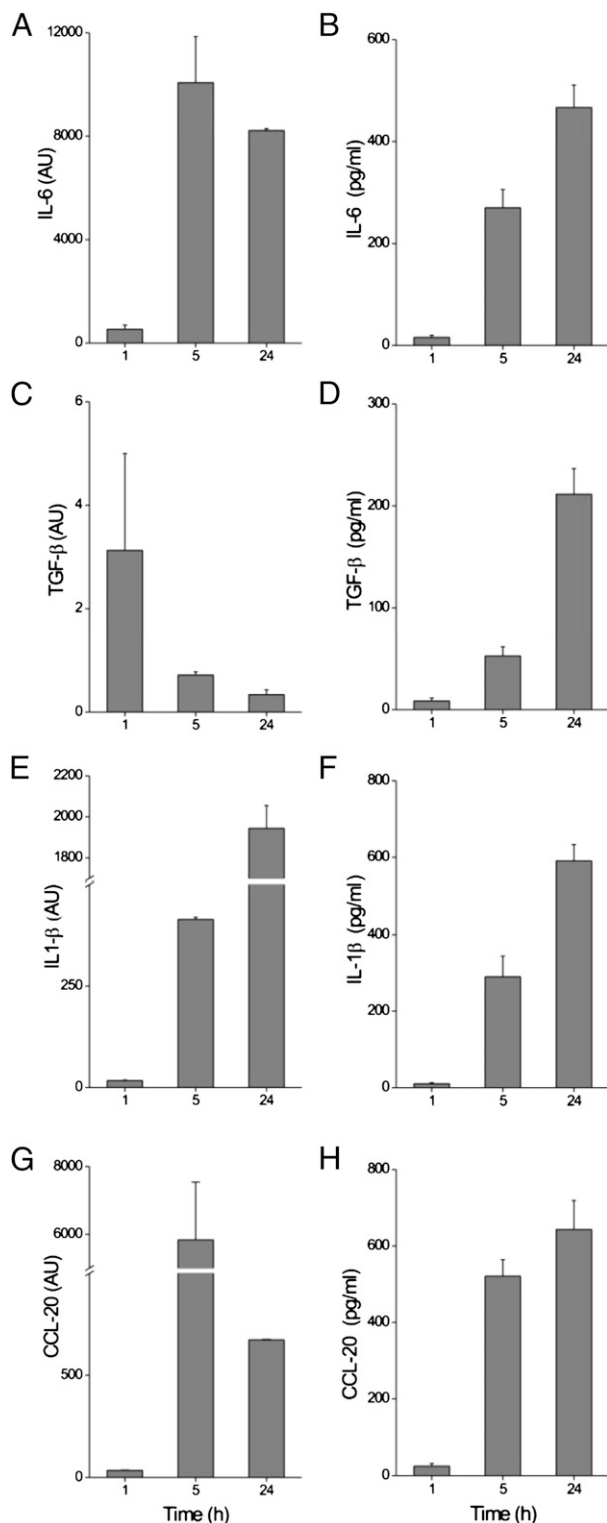 A
IL-6 (AU)
12000
8000
4000
0
1 5 24
B
IL-6 (pg/ml)
600
400
200
0
1 5 24
C
TGF-β (AU)
6
4
2
0
1 5 24
D
TGF-β (pg/ml)
300
200
100
0
1 5 24
E
IL1-β (AU)
2200
2000
1800
250
0
1 5 24
F
IL-1β (pg/ml)
800
600
400
200
0
1 5 24
G
CCL-20 (AU)
8000
6000
500
0
1 5 24
Time (h)
H
CCL-20 (pg/ml)
800
600
400
200
0
1 5 24
Time (h)